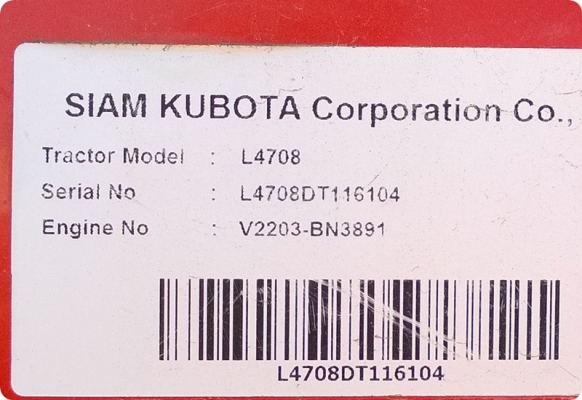 SIAM KUBOTA Corporation Co.,
Tractor Model : L4708
Serial No : L4708DT116104
Engine No : V2203-BN3891
L4708DT116104